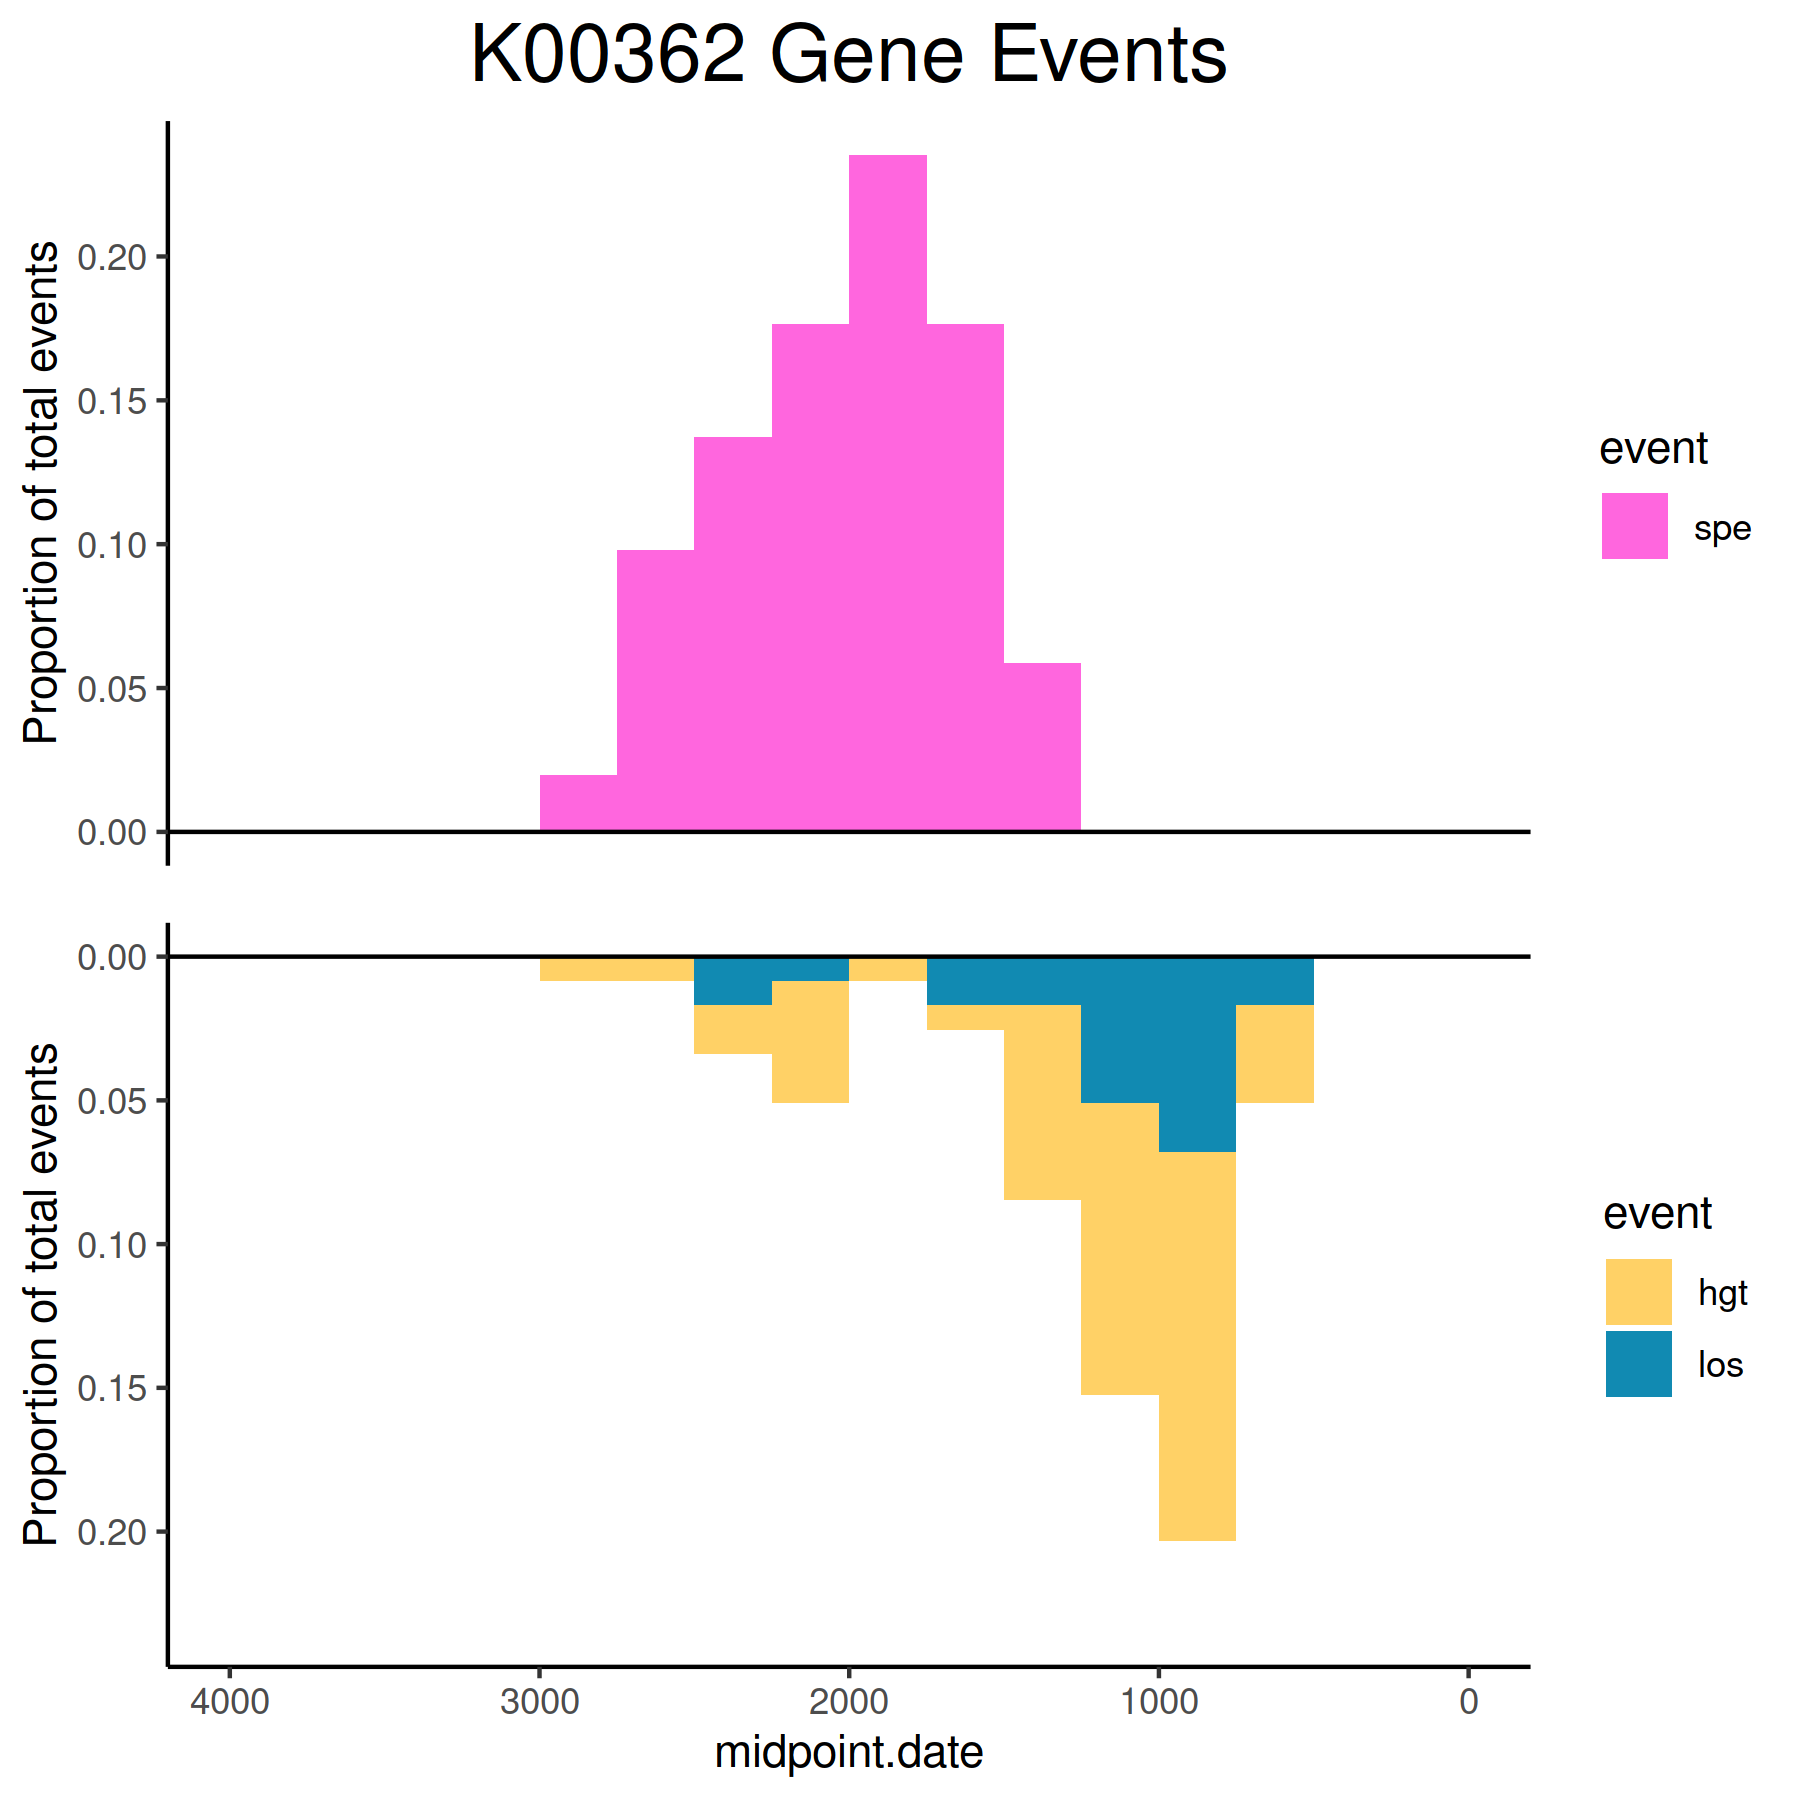 K00362 Gene Events
Proportion of total events
0.20
0.15
0.10
0.05
0.00
event
spe
Proportion of total events
0.00
0.05
0.10
0.15
0.20
event
hgt
los
4000 3000 2000 1000 0
midpoint.date